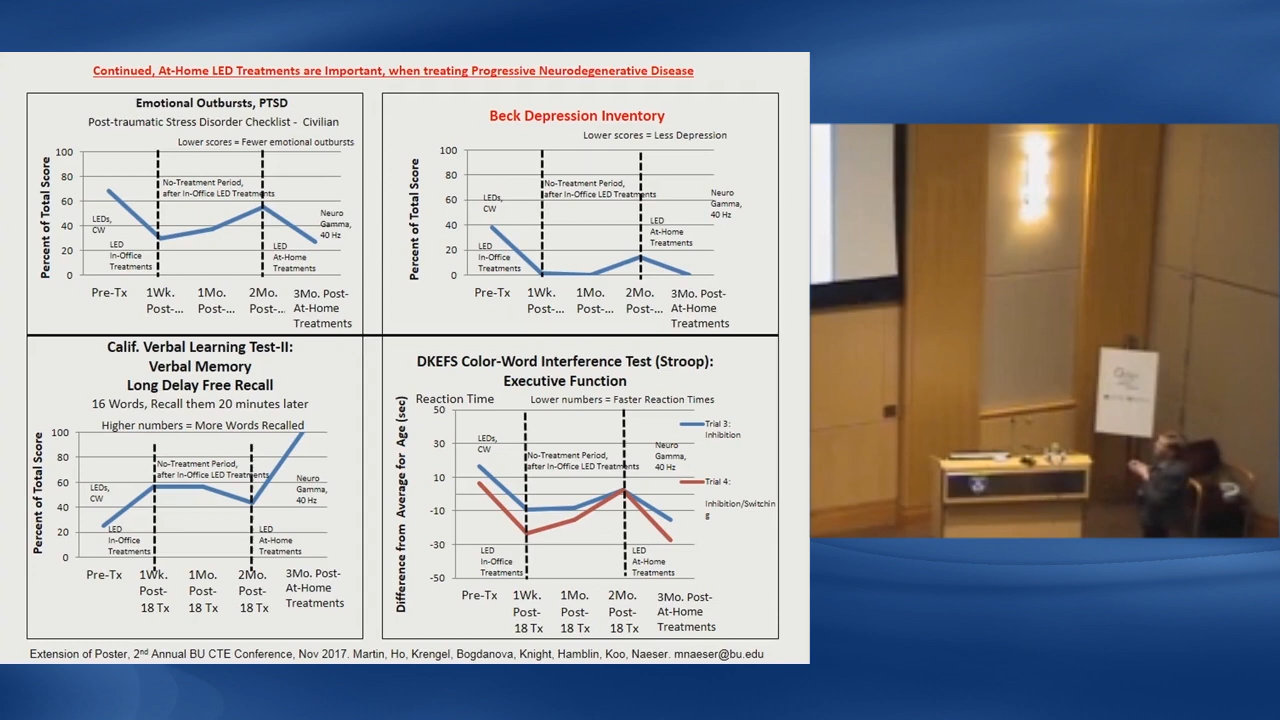 Continued, At-Home LED Treatments are Important, when treating Progressive Neurodegenerative Disease
Emotional Outbursts, PTSD
Post-traumatic Stress Disorder Checklist - Civilian
Lower scores = Fewer emotional outbursts
Percent of Total Score
100
80
60
40
20
0
No-Treatment Period,
after In-Office LED Treatments
LEDs,
CW
LED
In-Office
Treatments
Neuro
Gamma,
40 Hz
LED
At-Home
Treatments
Pre-Tx
1Wk.
Post-...
1Mo.
Post-...
2Mo.
Post-...
3Mo. Post-
At-Home
Treatments
Beck Depression Inventory
Lower scores = Less Depression
Percent of Total Score
100
80
60
40
20
0
No-Treatment Period,
after In-Office LED Treatments
LEDs,
CW
LED
In-Office
Treatments
Neuro
Gamma,
40 Hz
LED
At-Home
Treatments
Pre-Tx
1Wk.
Post-...
1Mo.
Post-...
2Mo.
Post-...
3Mo. Post-
At-Home
Treatments
Calif. Verbal Learning Test-II:
Verbal Memory
Long Delay Free Recall
16 Words, Recall them 20 minutes later
Higher numbers = More Words Recalled
Percent of Total Score
100
80
60
40
20
0
No-Treatment Period,
after In-Office LED Treatments
LEDs,
CW
LED
In-Office
Treatments
Neuro
Gamma,
40 Hz
LED
At-Home
Treatments
Pre-Tx
1Wk.
Post-
18 Tx
1Mo.
Post-
18 Tx
2Mo.
Post-
18 Tx
3Mo. Post-
At-Home
Treatments
DKEFS Color-Word Interference Test (Stroop):
Executive Function
Reaction Time
Lower numbers = Faster Reaction Times
Difference from Average for Age (sec)
50
30
10
-10
-30
-50
LEDs,
CW
No-Treatment Period,
after In-Office LED Treatments
Neuro
Gamma,
40 Hz
Trial 3:
Inhibition
Trial 4:
Inhibition/Switchin
g
LED
In-Office
Treatments
LED
At-Home
Treatments
Pre-Tx
1Wk.
Post-
18 Tx
1Mo.
Post-
18 Tx
2Mo.
Post-
18 Tx
3Mo. Post-
At-Home
Treatments
Extension of Poster, 2nd Annual BU CTE Conference, Nov 2017. Martin, Ho, Krengel, Bogdanova, Knight, Hamblin, Koo, Naeser. mnaeser@bu.edu